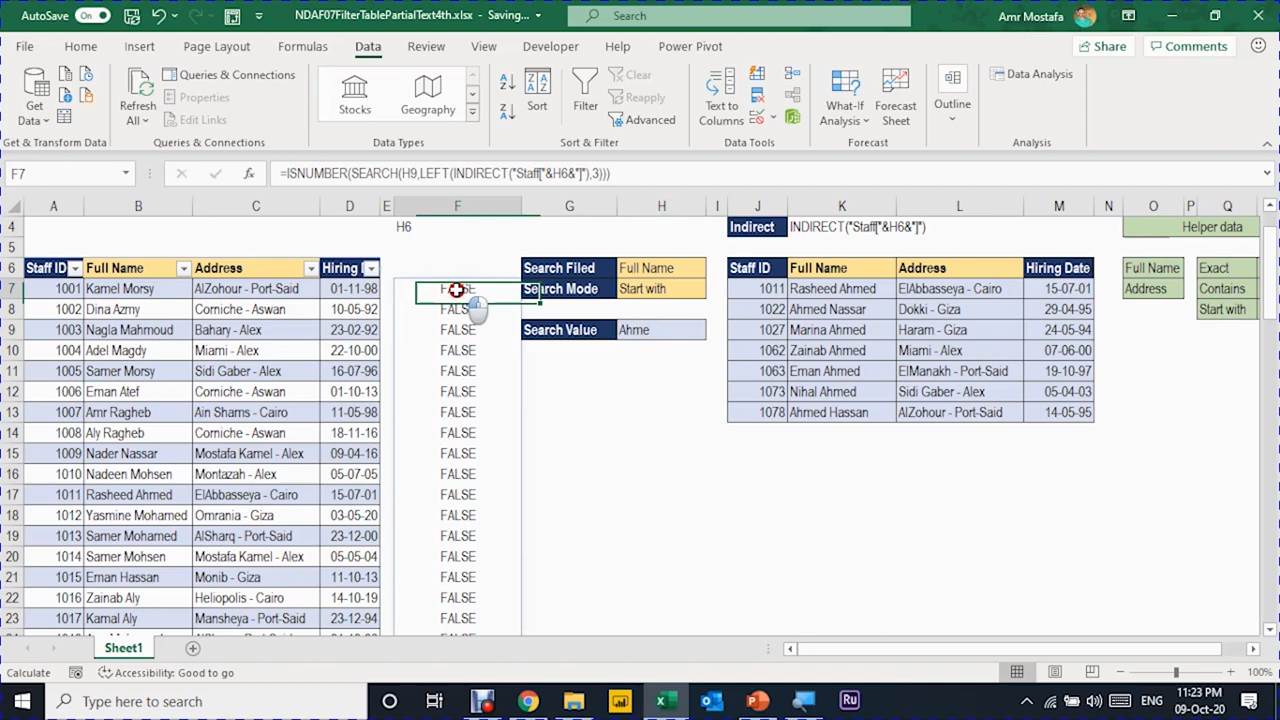 AutoSave On NDAF07FilterTablePartialText4th.xlsx - Saving... Search Amr Mostafa
File Home Insert Page Layout Formulas Data Review View Developer Help Power Pivot Share Comments
Get Data Refresh All Queries & Connections Properties Edit Links Stocks Geography Sort Filter Clear Reapply Advanced Text to Columns What-If Analysis Forecast Sheet Outline Data Analysis
Get & Transform Data Queries & Connections Data Types Sort & Filter Data Tools Forecast Analysis
F7 fx =ISNUMBER(SEARCH(H9,LEFT(INDIRECT("Staff["&H6&"]"),3)))
A B C D E F G H I J K L M N O P Q
4 H6 Indirect INDIRECT("Staff["&H6&"]") Helper data
5
6 Staff ID Full Name Address Hiring D Search Filed Full Name Staff ID Full Name Address Hiring Date Full Name Exact
7 1001 Kamel Morsy AlZohour - Port-Said 01-11-98 FALSE Search Mode Start with 1011 Rasheed Ahmed ElAbbasseya - Cairo 15-07-01 Address Contains
8 1002 Dina Azmy Corniche - Aswan 10-05-92 FALSE 1022 Ahmed Nassar Dokki - Giza 29-04-95 Start with
9 1003 Nagla Mahmoud Bahary - Alex 23-02-92 FALSE Search Value Ahme 1027 Marina Ahmed Haram - Giza 24-05-94
10 1004 Adel Magdy Miami - Alex 22-10-00 FALSE 1062 Zainab Ahmed Miami - Alex 07-06-00
11 1005 Samer Morsy Sidi Gaber - Alex 16-07-96 FALSE 1063 Eman Ahmed ElManakh - Port-Said 19-10-97
12 1006 Eman Atef Corniche - Aswan 01-10-13 FALSE 1073 Nihal Ahmed Sidi Gaber - Alex 05-04-03
13 1007 Amr Ragheb Ain Shams - Cairo 11-05-98 FALSE 1078 Ahmed Hassan AlZohour - Port-Said 14-05-95
14 1008 Aly Ragheb Corniche - Aswan 18-11-16 FALSE
15 1009 Nader Nassar Mostafa Kamel - Alex 09-04-16 FALSE
16 1010 Nadeen Mohsen Montazah - Alex 05-07-05 FALSE
17 1011 Rasheed Ahmed ElAbbasseya - Cairo 15-07-01 FALSE
18 1012 Yasmine Mohamed Omrania - Giza 03-05-20 FALSE
19 1013 Samer Mohamed AlSharq - Port-Said 23-12-00 FALSE
20 1014 Samer Mohsen Mostafa Kamel - Alex 05-05-04 FALSE
21 1015 Eman Hassan Monib - Giza 11-10-13 FALSE
22 1016 Zainab Aly Heliopolis - Cairo 14-10-19 FALSE
23 1017 Kamal Aly Mansheya - Port-Said 23-12-94 FALSE
Sheet1
Calculate Accessibility: Good to go 100%
Type here to search Ru ENG 11:23 PM
09-Oct-20